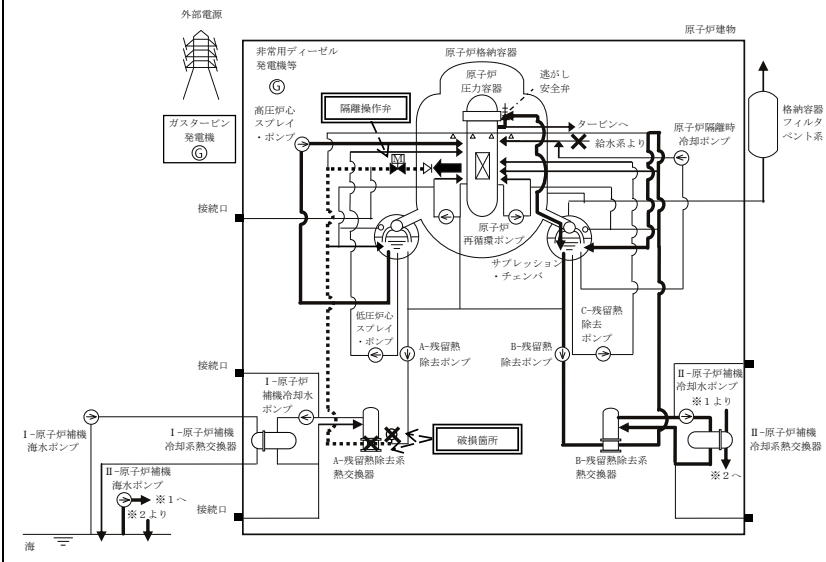 外部電源
原子炉建物
非常用ディーゼル
発電機等
G
原子炉格納容器
原子炉
圧力容器
逃がし
安全弁
隔離操作弁
高圧炉心
スプレイ
・ポンプ
ガスタービン
発電機
G
タービンへ
給水系より
原子炉隔離時
冷却ポンプ
格納容器
フィルタ
ベント系
M
接続口
原子炉
再循環ポンプ
サプレッション
・チェンバ
低圧炉心
スプレイ
・ポンプ
A-残留熱
除去ポンプ
B-残留熱
除去ポンプ
C-残留熱
除去
ポンプ
接続口
Ⅰ-原子炉
補機冷却水
ポンプ
Ⅱ-原子炉補機
冷却水ポンプ
※1より
Ⅰ-原子炉補機
海水ポンプ
Ⅰ-原子炉補機
冷却系熱交換器
破損箇所
Ⅱ-原子炉補機
冷却系熱交換器
A-残留熱除去系
熱交換器
B-残留熱除去系
熱交換器
※2へ
Ⅱ-原子炉補機
海水ポンプ
※1へ
※2より
接続口
海